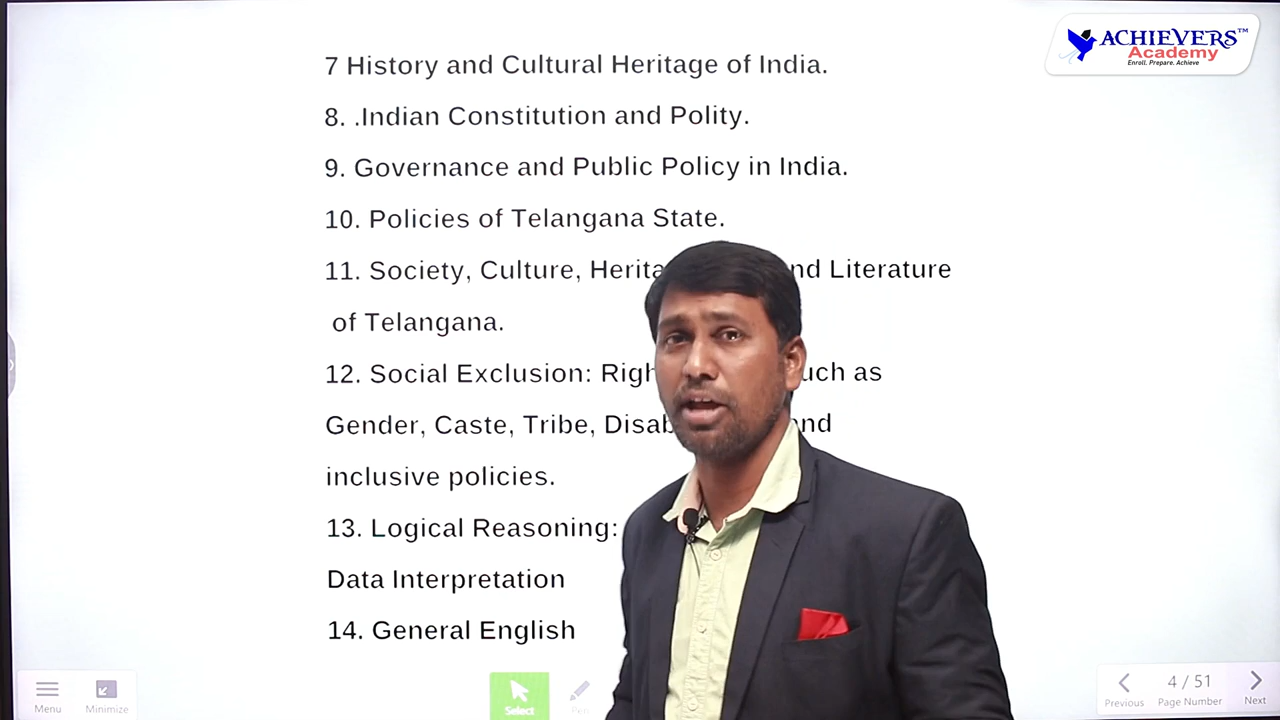 ACHIEVERS™
Academy
Enroll. Prepare. Achieve
7 History and Cultural Heritage of India.
8. .Indian Constitution and Polity.
9. Governance and Public Policy in India.
10. Policies of Telangana State.
11. Society, Culture, nd Literature
of Telangana.
12. Social Exclusion: uch as
Gender, Caste, Tribe, nd
inclusive policies.
13. Logical Reasoning:
Data Interpretation
14. General English
Menu
Minimize
Select
Pen
Previous
4 / 51
Page Number
Next